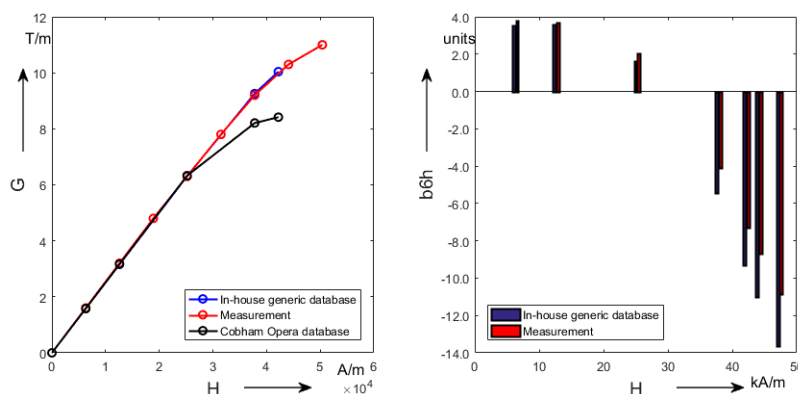 12
T/m
10
8
G
6
4
2
0
0
1
2
3
4
5
6
A/m
×10⁴
H
In-house generic database
Measurement
Cobham Opera database
4.0
units
2.0
0.0
-2.0
-4.0
b6h
-6.0
-8.0
-10.0
-12.0
-14.0
0
10
20
30
40
50
H
kA/m
In-house generic database
Measurement